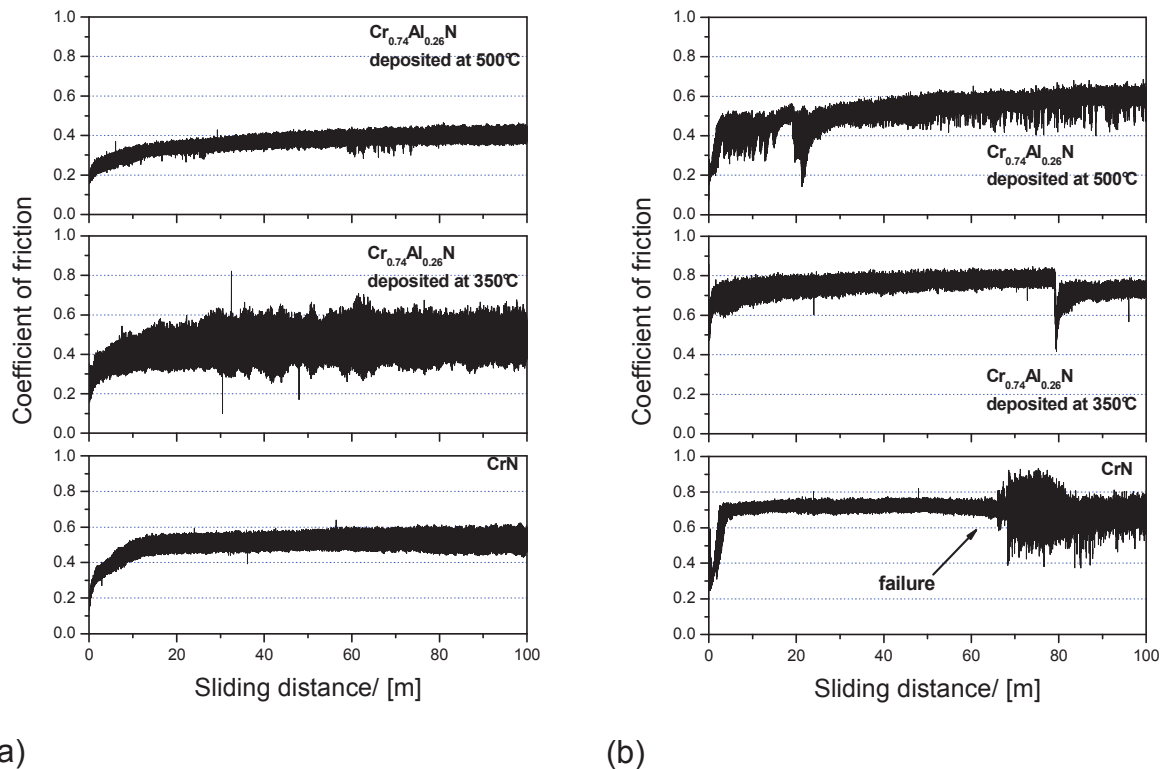 Coefficient of friction
1.0
0.8
0.6
0.4
0.2
0.0
Cr0.74Al0.26N
deposited at 500°C
1.0
0.8
0.6
0.4
0.2
0.0
Cr0.74Al0.26N
deposited at 350°C
1.0
0.8
0.6
0.4
0.2
0.0
CrN
0 20 40 60 80 100
Sliding distance/ [m]
a)
Coefficient of friction
1.0
0.8
0.6
0.4
0.2
0.0
Cr0.74Al0.26N
deposited at 500°C
1.0
0.8
0.6
0.4
0.2
0.0
Cr0.74Al0.26N
deposited at 350°C
1.0
0.8
0.6
0.4
0.2
0.0
CrN
failure
0 20 40 60 80 100
Sliding distance/ [m]
(b)